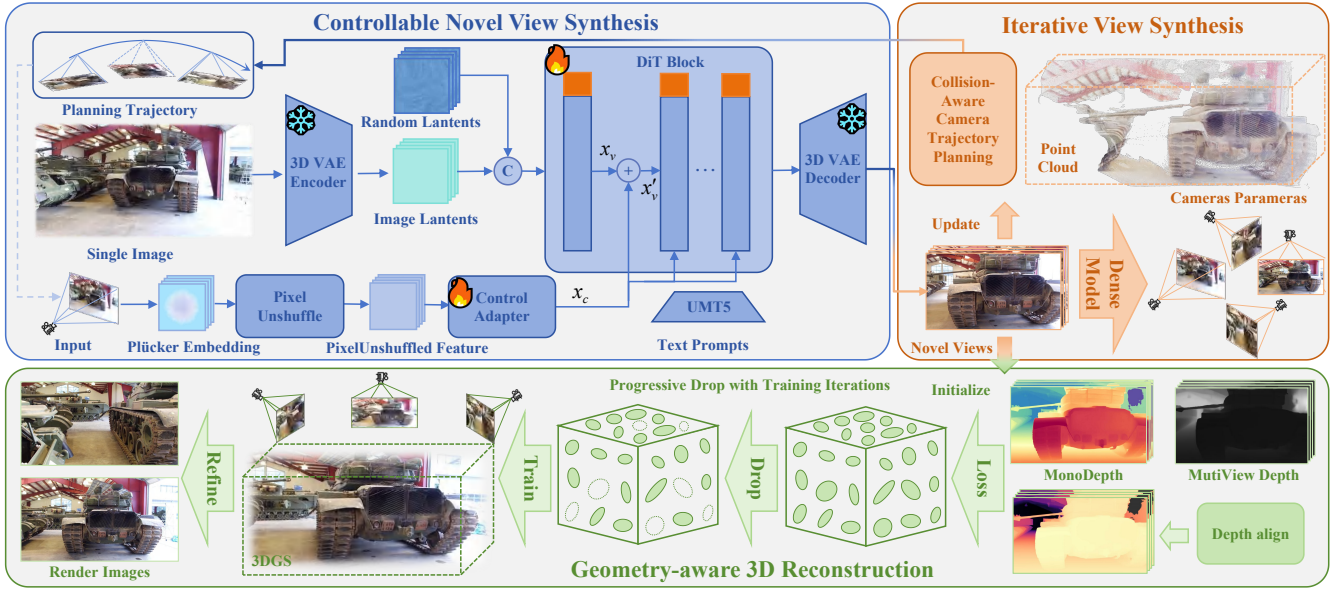 Controllable Novel View Synthesis
Planning Trajectory
Single Image
3D VAE
Encoder
Random Lantents
Image Lantents
C
DiT Block
x_v
+
x'_v
...
3D VAE
Decoder
Input
Plücker Embedding
Pixel
Unshuffle
PixelUnshuffled Feature
Control
Adapter
x_c
UMT5
Text Prompts
Iterative View Synthesis
Collision-
Aware
Camera
Trajectory
Planning
Point
Cloud
Cameras Parameras
Update
Dense
Model
Novel Views
Initialize
MonoDepth
MutiView Depth
Depth align
Loss
Progressive Drop with Training Iterations
Drop
Train
3DGS
Refine
Render Images
Geometry-aware 3D Reconstruction